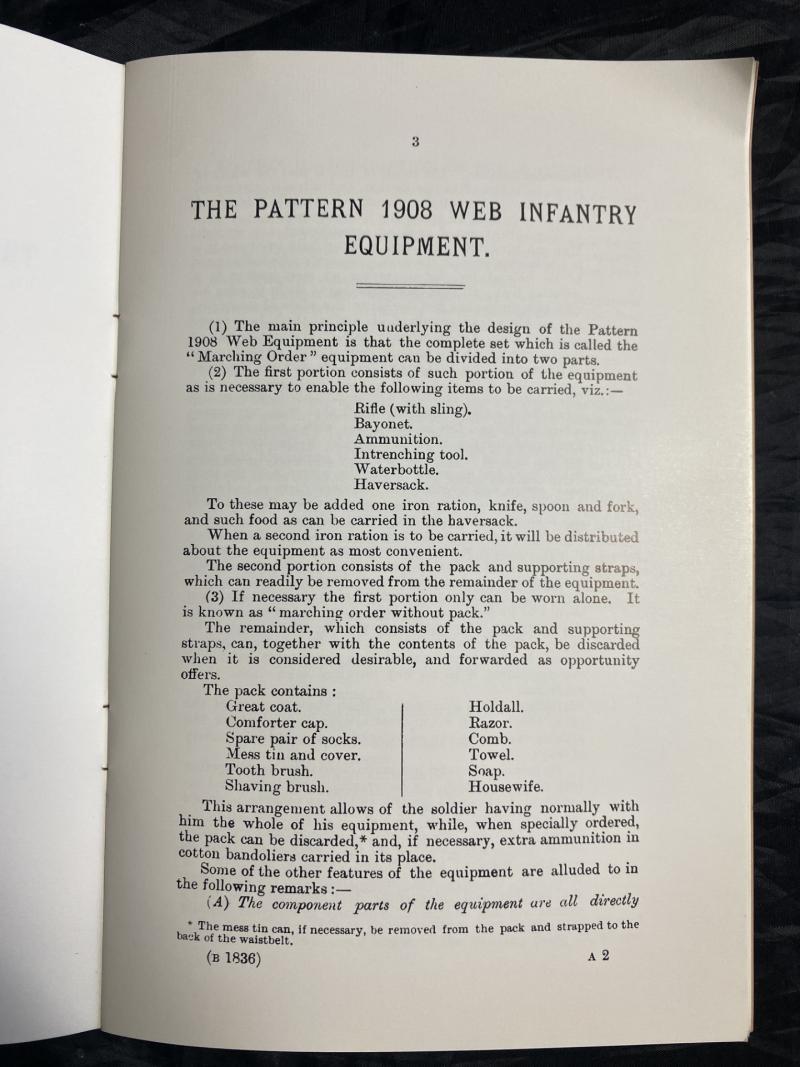 3
THE PATTERN 1908 WEB INFANTRY
EQUIPMENT.
(1) The main principle underlying the design of the Pattern
1908 Web Equipment is that the complete set which is called the
“Marching Order” equipment can be divided into two parts.
(2) The first portion consists of such portion of the equipment
as is necessary to enable the following items to be carried, viz.:—
Rifle (with sling).
Bayonet.
Ammunition.
Intrenching tool.
Waterbottle.
Haversack.
To these may be added one iron ration, knife, spoon and fork,
and such food as can be carried in the haversack.
When a second iron ration is to be carried, it will be distributed
about the equipment as most convenient.
The second portion consists of the pack and supporting straps,
which can readily be removed from the remainder of the equipment.
(3) If necessary the first portion only can be worn alone. It
is known as “marching order without pack.”
The remainder, which consists of the pack and supporting
straps, can, together with the contents of the pack, be discarded
when it is considered desirable, and forwarded as opportunity
offers.
The pack contains :
Great coat.
Comforter cap.
Spare pair of socks.
Mess tin and cover.
Tooth brush.
Shaving brush.
Holdall.
Razor.
Comb.
Towel.
Soap.
Housewife.
This arrangement allows of the soldier having normally with
him the whole of his equipment, while, when specially ordered,
the pack can be discarded,* and, if necessary, extra ammunition in
cotton bandoliers carried in its place.
Some of the other features of the equipment are alluded to in
the following remarks :—
(A) The component parts of the equipment are all directly
* The mess tin can, if necessary, be removed from the pack and strapped to the
back of the waistbelt.
(B 1836)
A 2